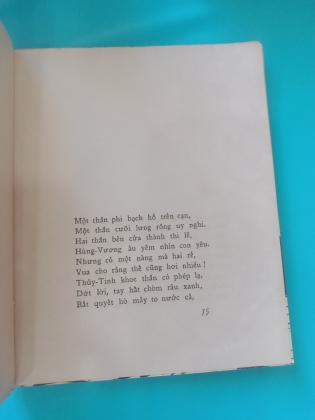 Một thần phi bạch hổ trên cạn,
Một thần cưỡi lưng rồng uy nghi.
Hai thần bên cửa thành thi lễ,
Hùng-Vương âu yếm nhìn con yêu.
Nhưng có một nàng mà hai rể,
Vua cho rằng thế cũng hơi nhiều!
Thủy-Tinh khoe thần có phép lạ,
Dứt lời, tay hất chòm râu xanh,
Bắt quyết hò mây to nước cả,
15